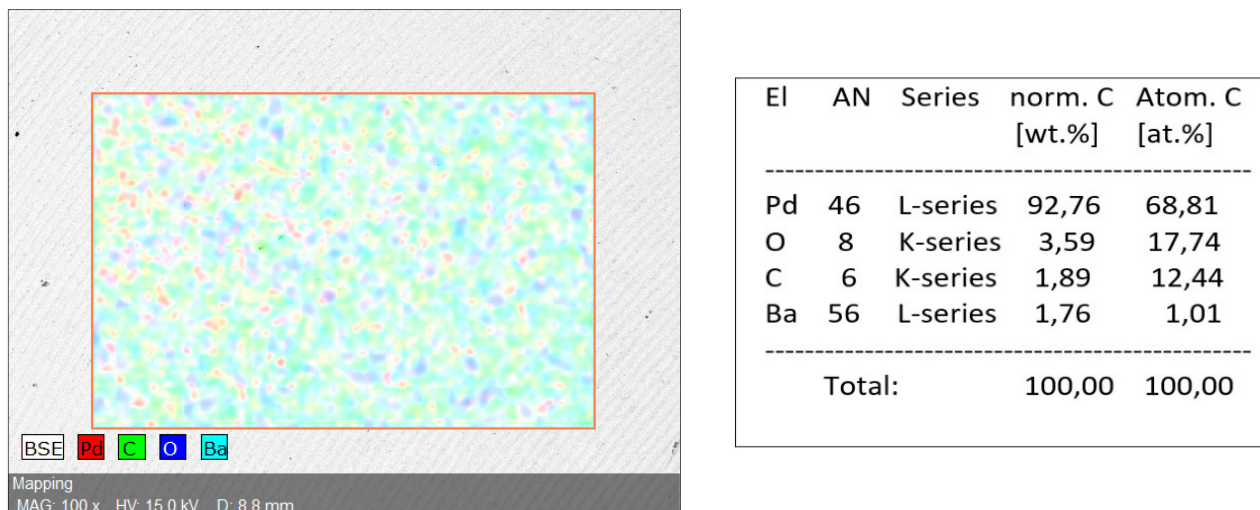 BSE Pd C O Ba
Mapping
MAG: 100 x HV: 15.0 kV D: 8.8 mm
El AN Series norm. C Atom. C
[wt.%] [at.%]
--------------------------------------------------
Pd 46 L-series 92,76 68,81
O 8 K-series 3,59 17,74
C 6 K-series 1,89 12,44
Ba 56 L-series 1,76 1,01
--------------------------------------------------
Total: 100,00 100,00